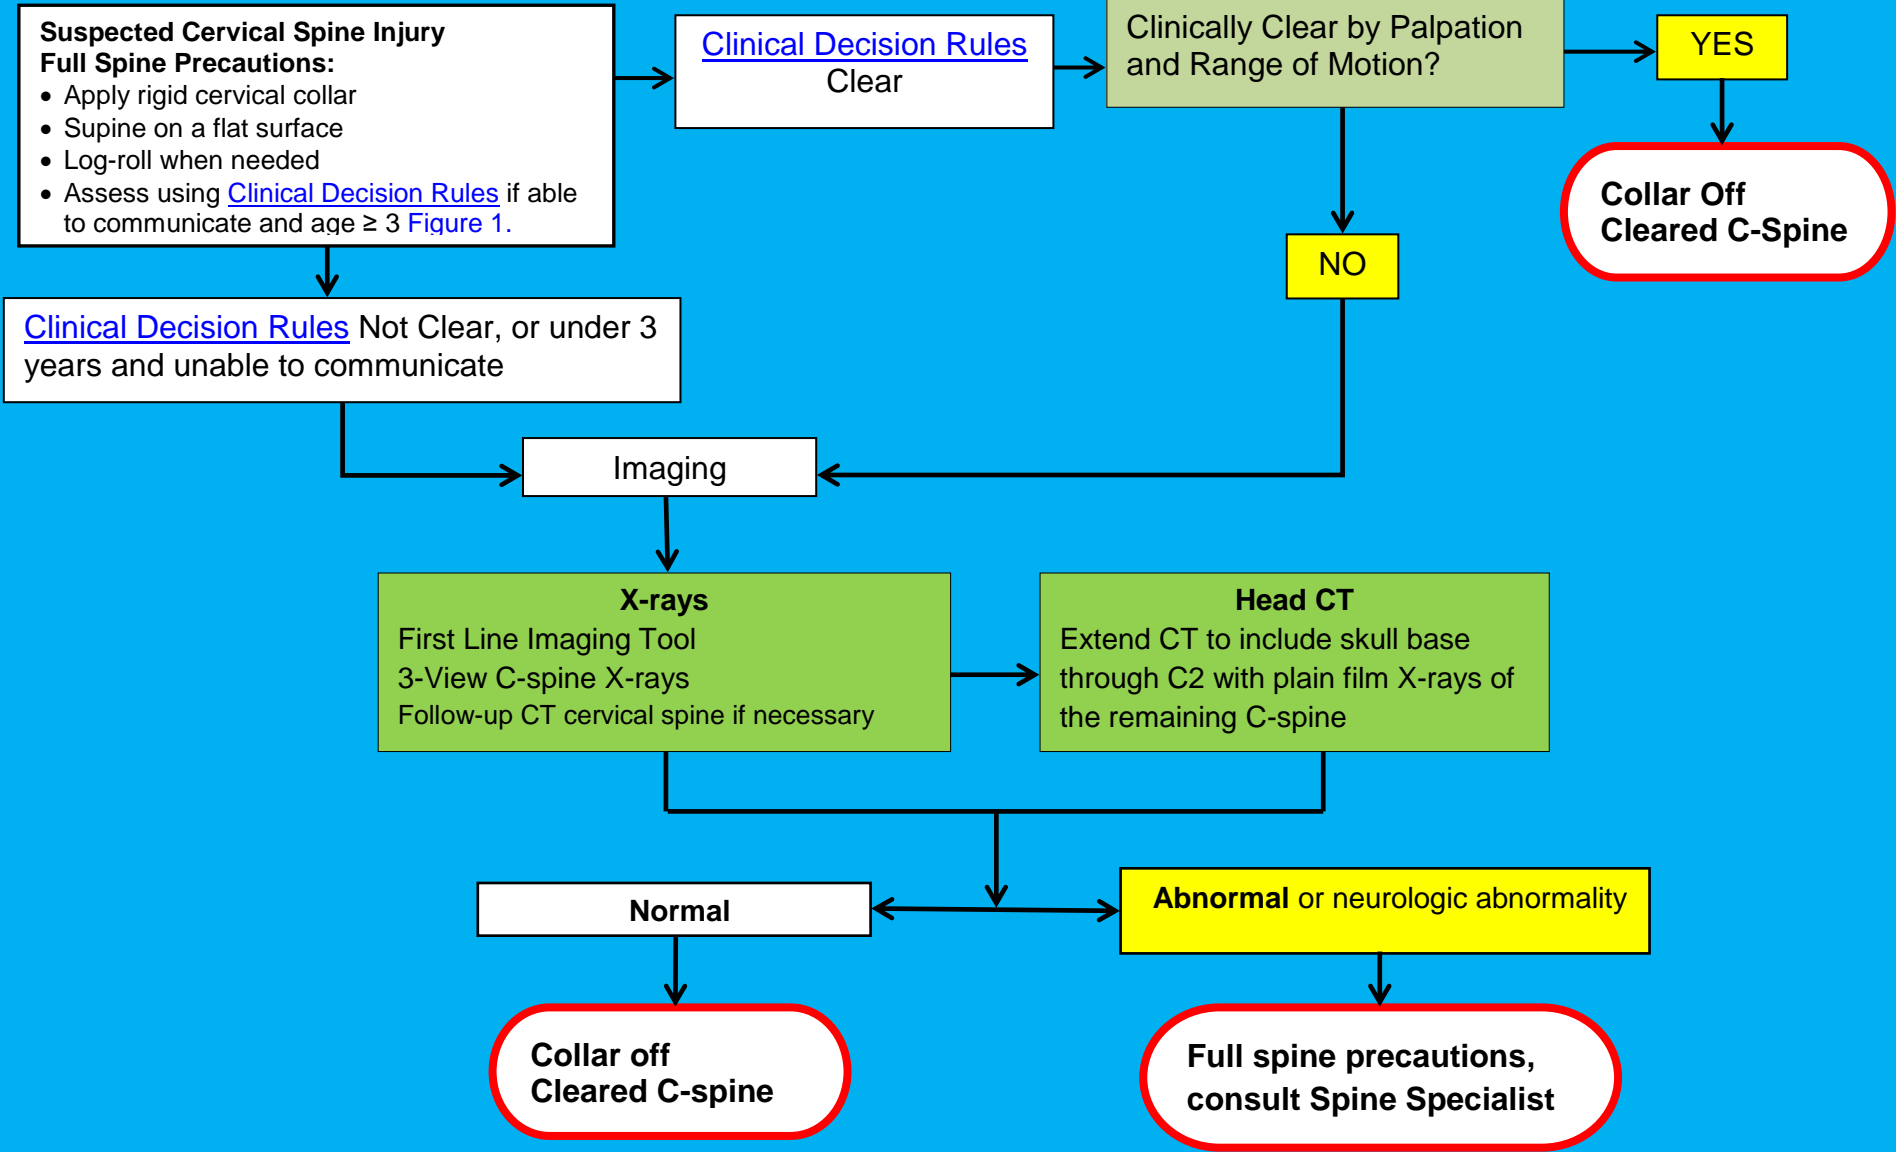 Suspected Cervical Spine Injury
Full Spine Precautions:
• Apply rigid cervical collar
• Supine on a flat surface
• Log-roll when needed
• Assess using Clinical Decision Rules if able
to communicate and age ≥ 3 Figure 1.
Clinical Decision Rules
Clear
Clinically Clear by Palpation
and Range of Motion?
YES
Collar Off
Cleared C-Spine
NO
Clinical Decision Rules Not Clear, or under 3
years and unable to communicate
Imaging
X-rays
First Line Imaging Tool
3-View C-spine X-rays
Follow-up CT cervical spine if necessary
Head CT
Extend CT to include skull base
through C2 with plain film X-rays of
the remaining C-spine
Normal
Abnormal or neurologic abnormality
Collar off
Cleared C-spine
Full spine precautions,
consult Spine Specialist